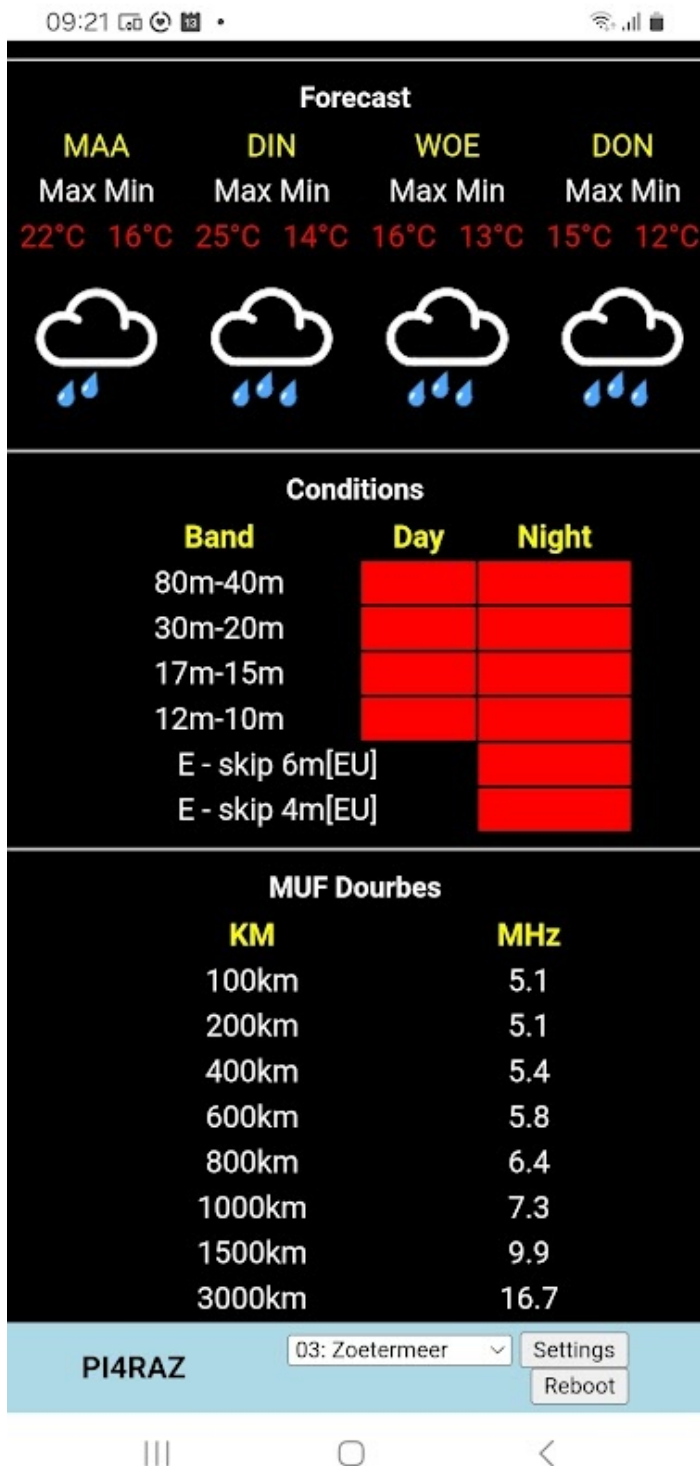 09:21
13
Forecast
MAA DIN WOE DON
Max Min Max Min Max Min Max Min
22°C 16°C 25°C 14°C 16°C 13°C 15°C 12°C
Conditions
Band Day Night
80m-40m
30m-20m
17m-15m
12m-10m
E - skip 6m[EU]
E - skip 4m[EU]
MUF Dourbes
KM MHz
100km 5.1
200km 5.1
400km 5.4
600km 5.8
800km 6.4
1000km 7.3
1500km 9.9
3000km 16.7
PI4RAZ 03: Zoetermeer Settings
Reboot